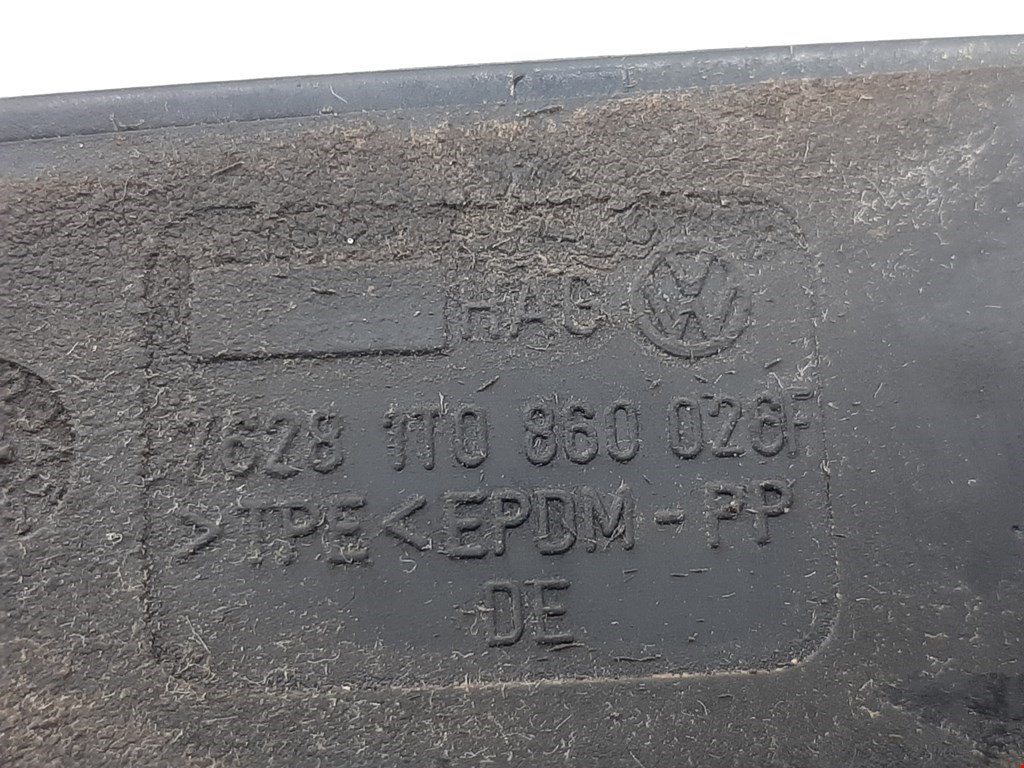 HAG
7628 1T0 860 026F
>TPE< EPDM - PP
DE